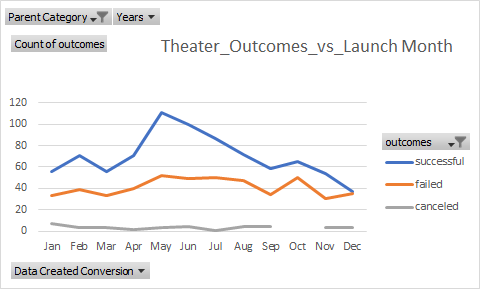 Parent Category Years
Count of outcomes
Theater_Outcomes_vs_Launch Month
120
100
80
60
40
20
0
Jan Feb Mar Apr May Jun Jul Aug Sep Oct Nov Dec
outcomes
successful
failed
canceled
Data Created Conversion